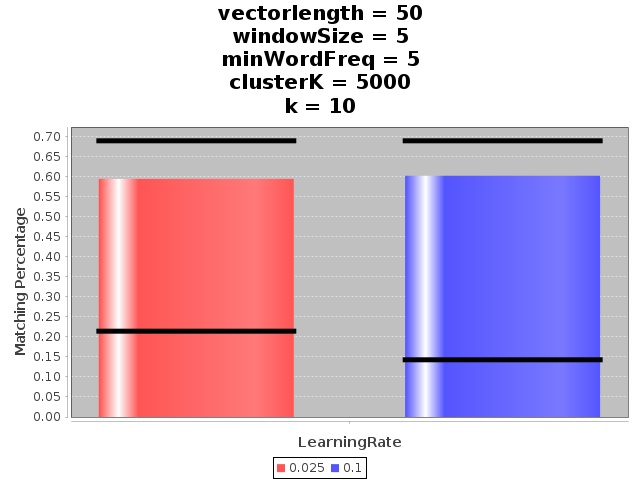 vectorlength = 50
windowSize = 5
minWordFreq = 5
clusterK = 5000
k = 10
Matching Percentage
0.70
0.65
0.60
0.55
0.50
0.45
0.40
0.35
0.30
0.25
0.20
0.15
0.10
0.05
0.00
LearningRate
0.025 0.1